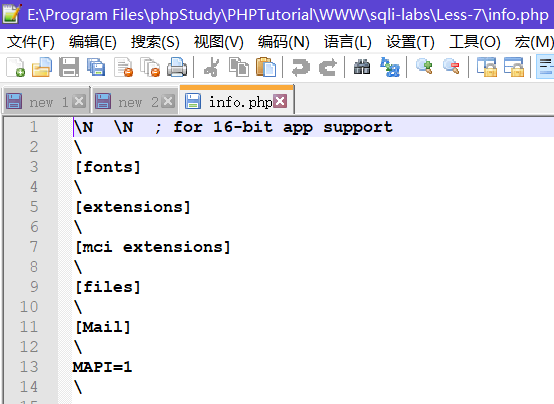 E:\Program Files\phpStudy\PHPTutorial\WWW\sqli-labs\Less-7\info.php
文件(F) 编辑(E) 搜索(S) 视图(V) 编码(N) 语言(L) 设置(T) 工具(O) 宏(M)
new 1 new 2 info.php
1 \N \N ; for 16-bit app support
2 \
3 [fonts]
4 \
5 [extensions]
6 \
7 [mci extensions]
8 \
9 [files]
10 \
11 [Mail]
12 \
13 MAPI=1
14 \